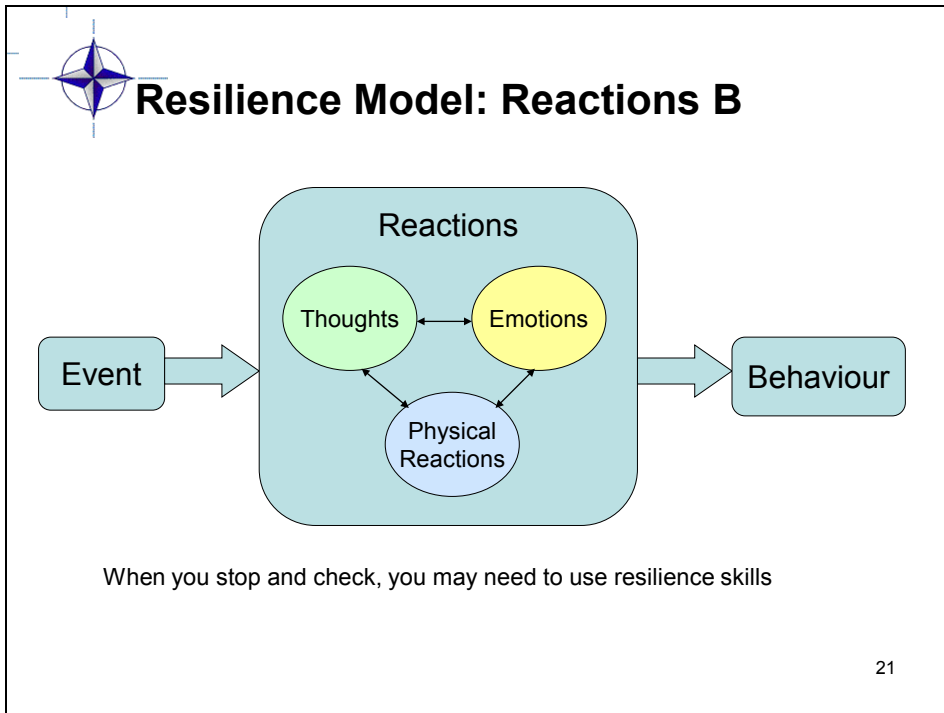 Resilience Model: Reactions B
Reactions
Thoughts
Emotions
Event
Behaviour
Physical
Reactions
When you stop and check, you may need to use resilience skills
21